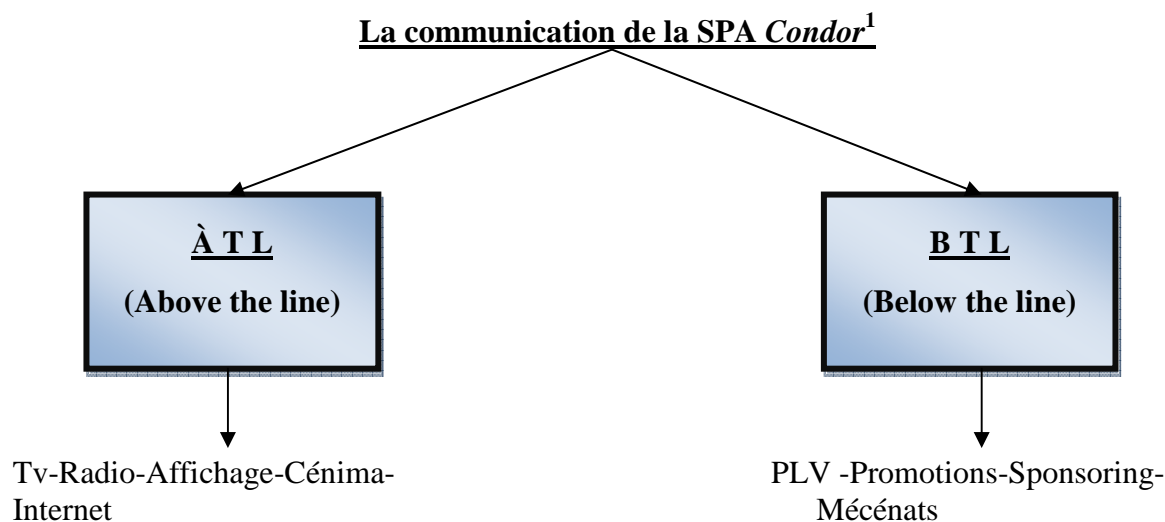 La communication de la SPA Condor1
À T L
(Above the line)
B T L
(Below the line)
Tv-Radio-Affichage-Cénima-
Internet
PLV -Promotions-Sponsoring-
Mécénats